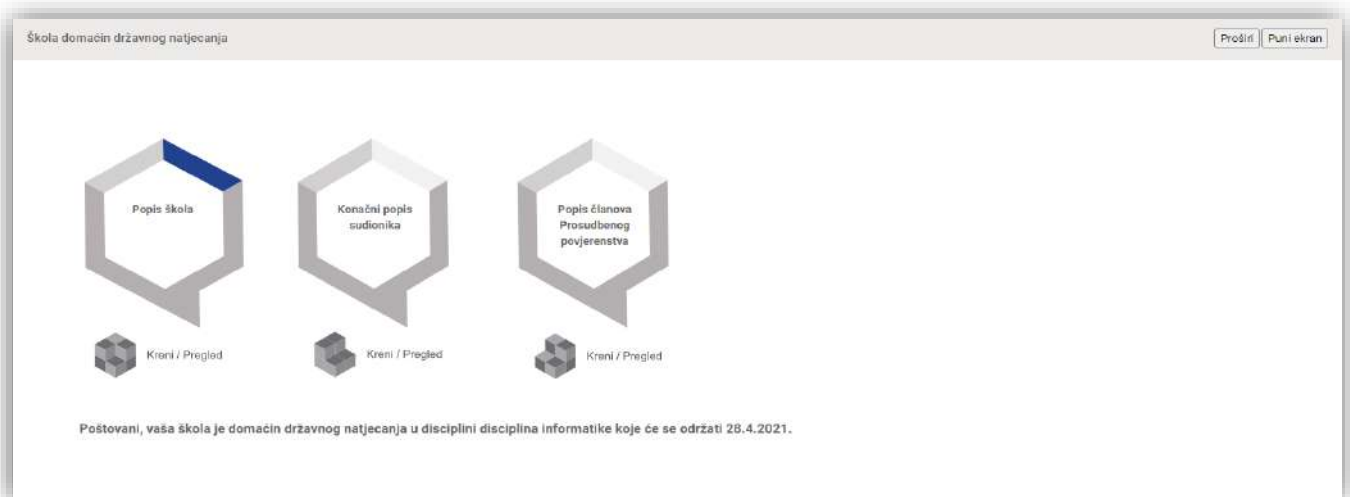 Škola domaćin državnog natjecanja
Proširi Puni ekran
Popis škola
Konačni popis
sudionika
Popis članova
Prosudbenog
povjerenstva
Kreni / Pregled
Kreni / Pregled
Kreni / Pregled
Poštovani, vaša škola je domaćin državnog natjecanja u disciplini disciplina informatike koje će se održati 28.4.2021.